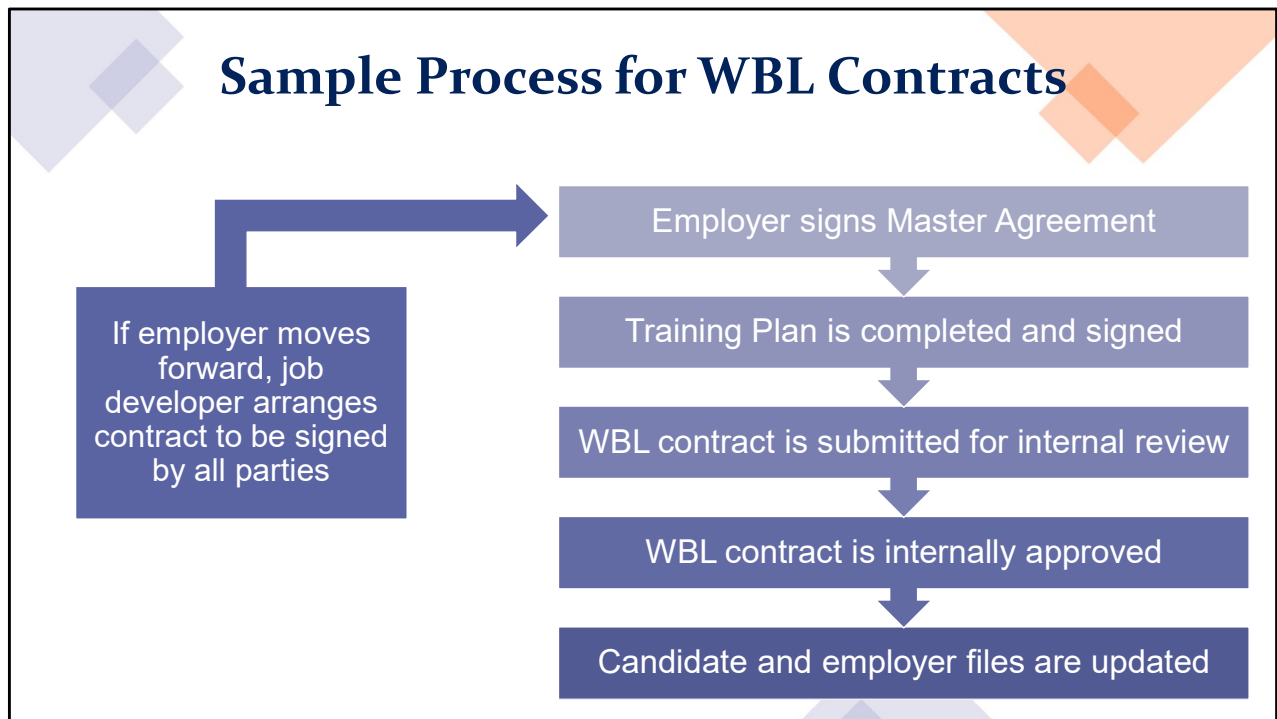 Sample Process for WBL Contracts
If employer moves
forward, job
developer arranges
contract to be signed
by all parties
Employer signs Master Agreement
Training Plan is completed and signed
WBL contract is submitted for internal review
WBL contract is internally approved
Candidate and employer files are updated